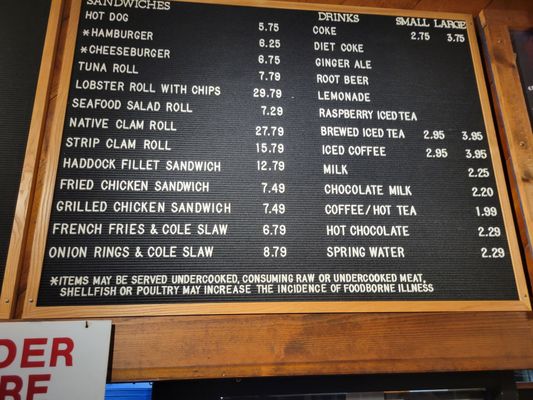 SANDWICHES DRINKS SMALL LARGE
HOT DOG 5.75 COKE 2.75 3.75
*HAMBURGER 6.25 DIET COKE
*CHEESEBURGER 6.75 GINGER ALE
TUNA ROLL 7.79 ROOT BEER
LOBSTER ROLL WITH CHIPS 29.79 LEMONADE
SEAFOOD SALAD ROLL 7.29 RASPBERRY ICED TEA
NATIVE CLAM ROLL 27.79 BREWED ICED TEA 2.95 3.95
STRIP CLAM ROLL 15.79 ICED COFFEE 2.95 3.95
HADDOCK FILLET SANDWICH 12.79 MILK 2.25
FRIED CHICKEN SANDWICH 7.49 CHOCOLATE MILK 2.20
GRILLED CHICKEN SANDWICH 7.49 COFFEE/HOT TEA 1.99
FRENCH FRIES & COLE SLAW 6.79 HOT CHOCOLATE 2.29
ONION RINGS & COLE SLAW 8.79 SPRING WATER 2.29
*ITEMS MAY BE SERVED UNDERCOOKED, CONSUMING RAW OR UNDERCOOKED MEAT,
SHELLFISH OR POULTRY MAY INCREASE THE INCIDENCE OF FOODBORNE ILLNESS
DER
RE